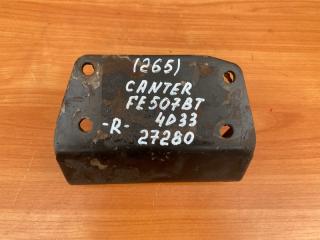 (265)
CANTER
FE507BT
-R- 4D33
27280